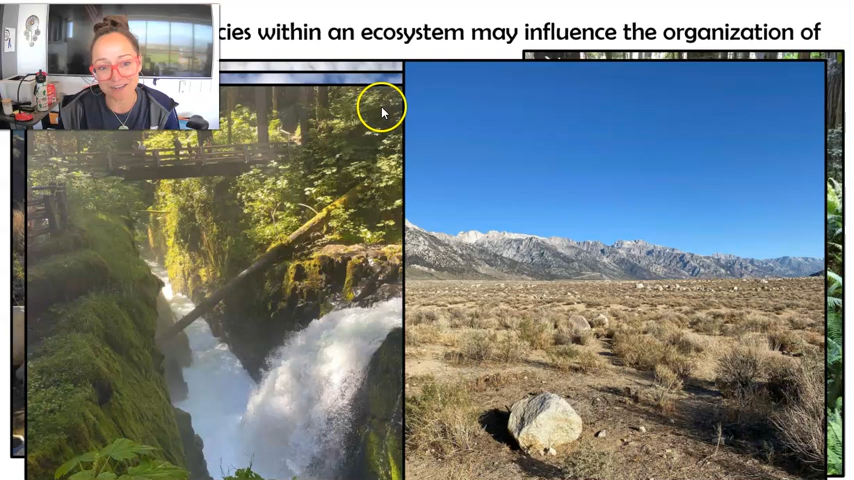 cies within an ecosystem may influence the organization of